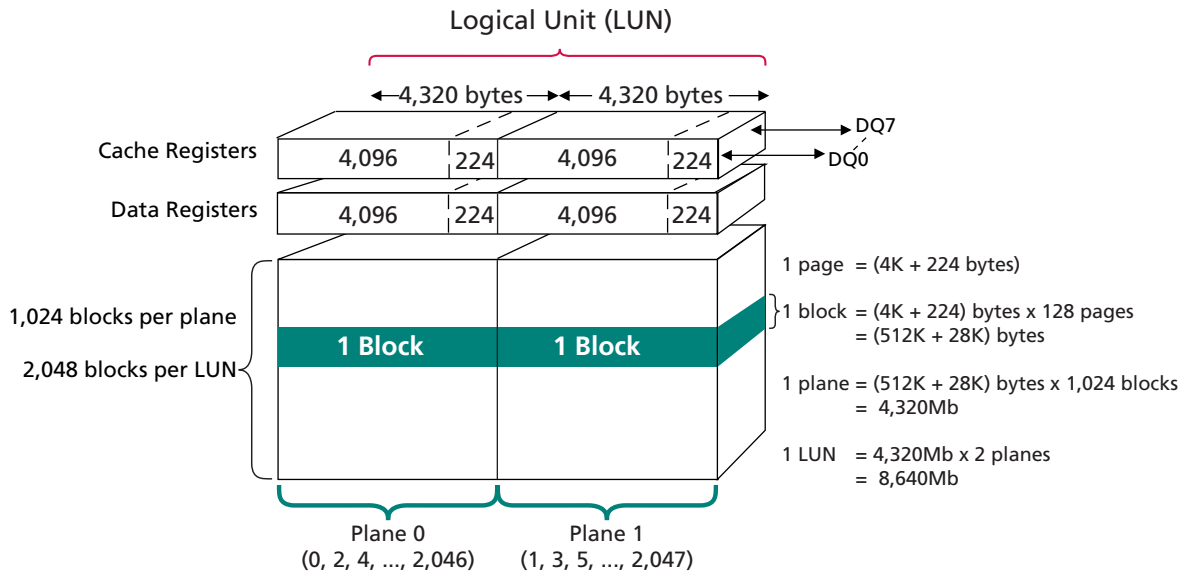 Logical Unit (LUN)
4,320 bytes 4,320 bytes
Cache Registers
4,096 224 4,096 224
DQ7
DQ0
Data Registers
4,096 224 4,096 224
1,024 blocks per plane
2,048 blocks per LUN
1 Block 1 Block
1 page = (4K + 224 bytes)
1 block = (4K + 224) bytes x 128 pages
= (512K + 28K) bytes
1 plane = (512K + 28K) bytes x 1,024 blocks
= 4,320Mb
1 LUN = 4,320Mb x 2 planes
= 8,640Mb
Plane 0
(0, 2, 4, ..., 2,046)
Plane 1
(1, 3, 5, ..., 2,047)